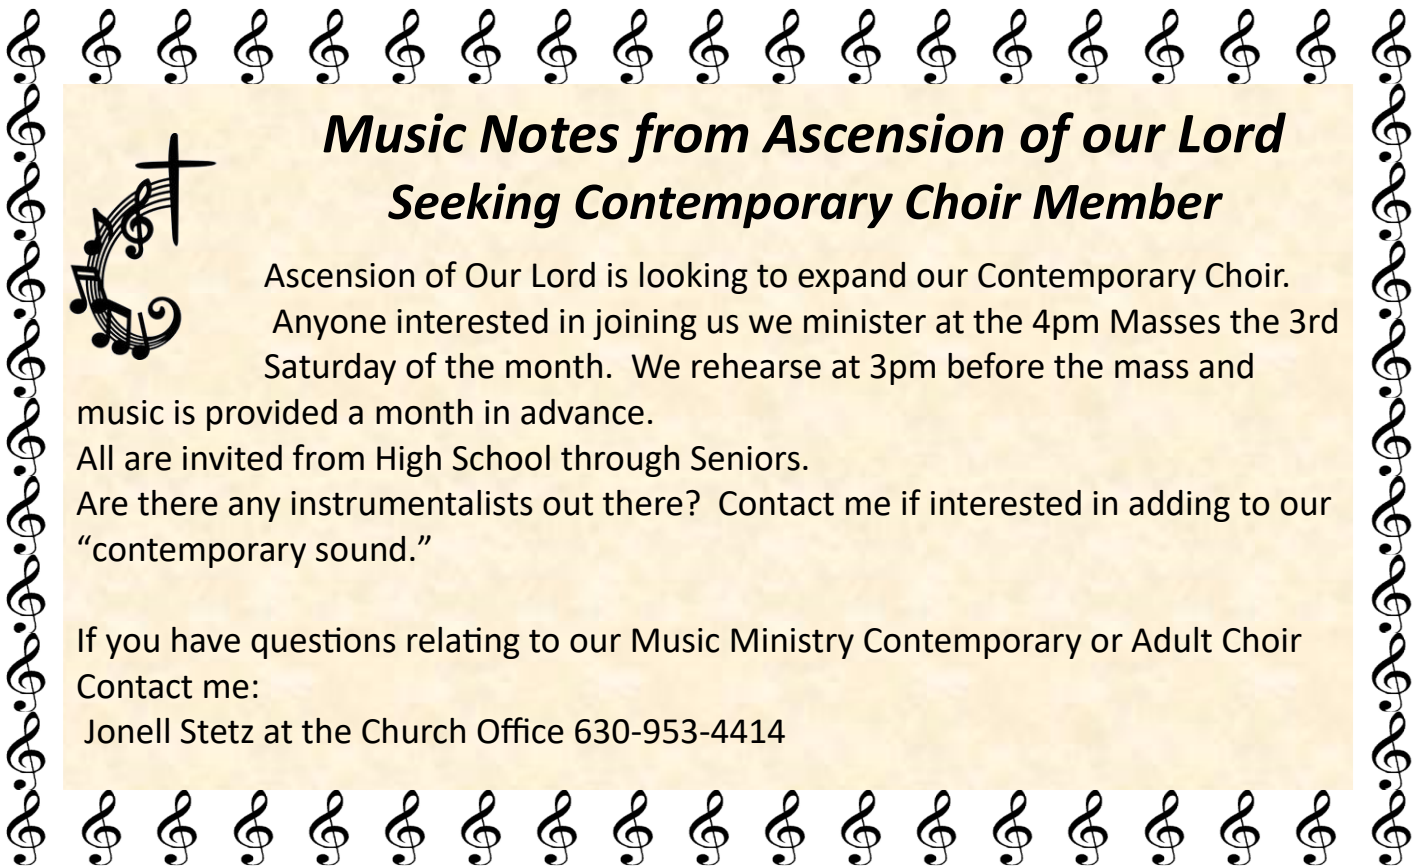 Music Notes from Ascension of our Lord
Seeking Contemporary Choir Member
Ascension of Our Lord is looking to expand our Contemporary Choir.
Anyone interested in joining us we minister at the 4pm Masses the 3rd
Saturday of the month.  We rehearse at 3pm before the mass and
music is provided a month in advance.
All are invited from High School through Seniors.
Are there any instrumentalists out there?  Contact me if interested in adding to our
“contemporary sound.”
If you have questions relating to our Music Ministry Contemporary or Adult Choir
Contact me:
Jonell Stetz at the Church Office 630-953-4414